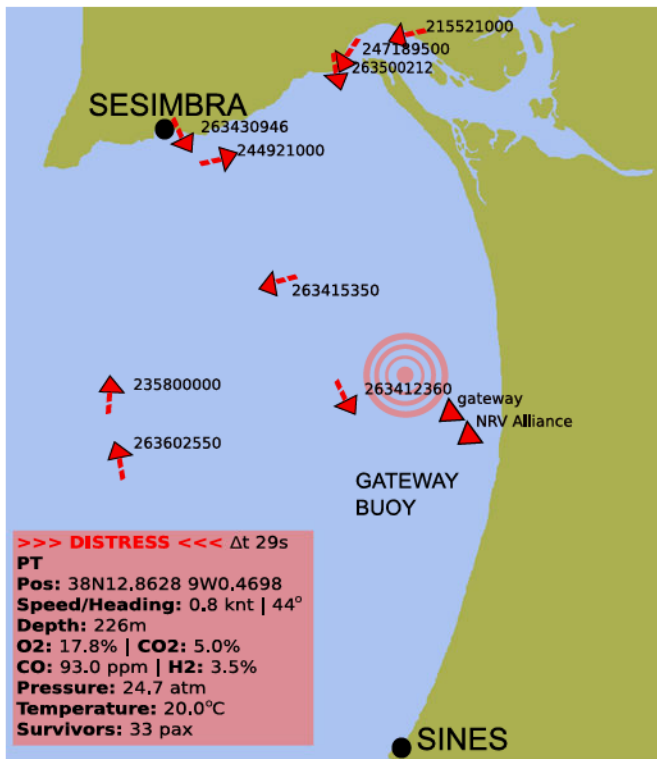 215521000
247189500
263500212
SESIMBRA
263430946
244921000
263415350
235800000
263412360
gateway
NRV Alliance
263602550
GATEWAY
BUOY
>>> DISTRESS <<< Δt 29s
PT
Pos: 38N12.8628 9W0.4698
Speed/Heading: 0.8 knt | 44°
Depth: 226m
O2: 17.8% | CO2: 5.0%
CO: 93.0 ppm | H2: 3.5%
Pressure: 24.7 atm
Temperature: 20.0°C
Survivors: 33 pax
SINES